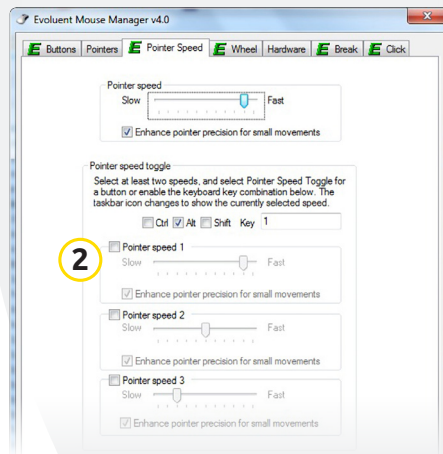 Evoluent Mouse Manager v4.0
Buttons Pointers Pointer Speed Wheel Hardware Break Click
Pointer speed
Slow Fast
Enhance pointer precision for small movements
Pointer speed toggle
Select at least two speeds, and select Pointer Speed Toggle for
a button or enable the keyboard key combination below. The
taskbar icon changes to show the currently selected speed.
Ctrl Alt Shift Key 1
2
Pointer speed 1
Slow Fast
Enhance pointer precision for small movements
Pointer speed 2
Slow Fast
Enhance pointer precision for small movements
Pointer speed 3
Slow Fast
Enhance pointer precision for small movements